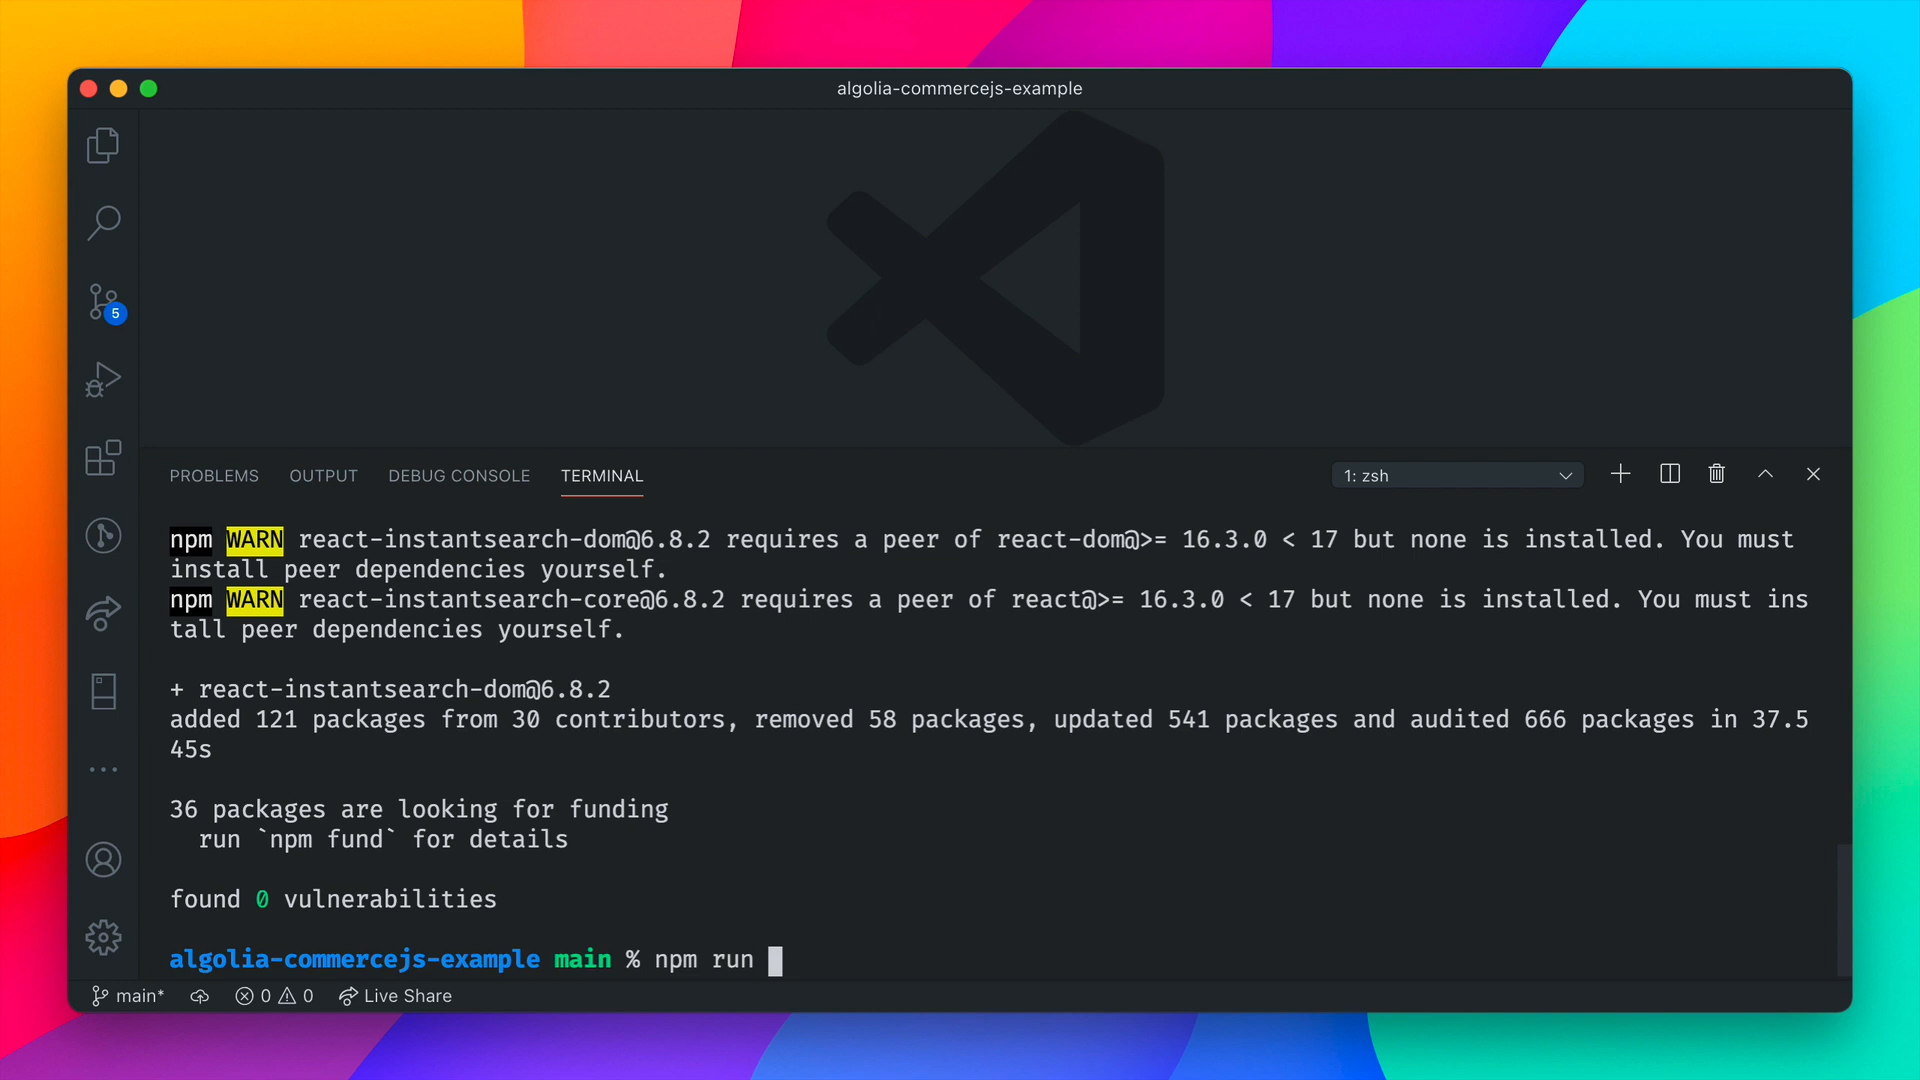 algolia-commercejs-example
5
PROBLEMS OUTPUT DEBUG CONSOLE TERMINAL 1: zsh
npm WARN react-instantsearch-dom@6.8.2 requires a peer of react-dom@>= 16.3.0 < 17 but none is installed. You must
install peer dependencies yourself.
npm WARN react-instantsearch-core@6.8.2 requires a peer of react@>= 16.3.0 < 17 but none is installed. You must ins
tall peer dependencies yourself.
+ react-instantsearch-dom@6.8.2
added 121 packages from 30 contributors, removed 58 packages, updated 541 packages and audited 666 packages in 37.5
45s
36 packages are looking for funding
  run `npm fund` for details
found 0 vulnerabilities
algolia-commercejs-example main % npm run
main* 0 0 Live Share